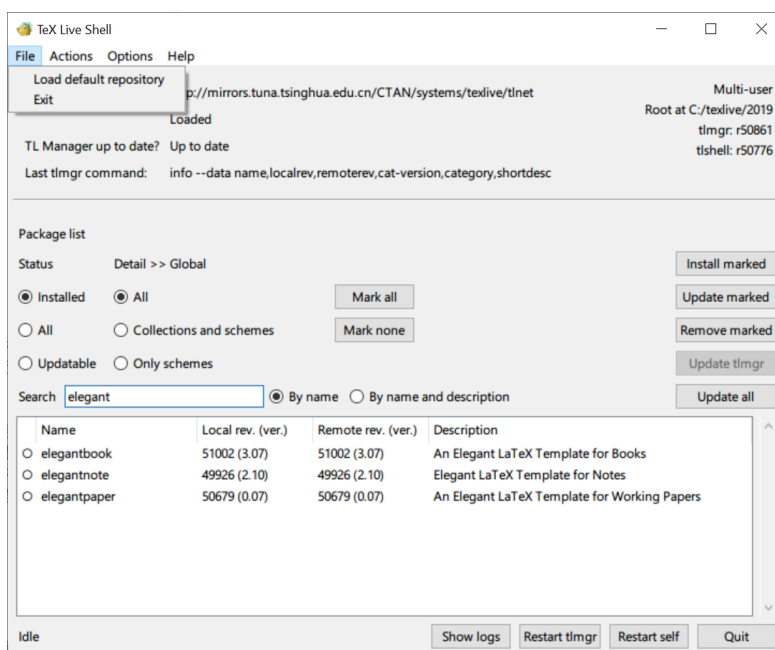 TeX Live Shell
File Actions Options Help
Load default repository
Exit
p://mirrors.tuna.tsinghua.edu.cn/CTAN/systems/texlive/tlnet
Multi-user
Loaded
Root at C:/texlive/2019
tlmgr: r50861
TL Manager up to date? Up to date
tlshell: r50776
Last tlmgr command: info --data name,localrev,remoterev,cat-version,category,shortdesc
Package list
Status Detail >> Global Install marked
Installed All Mark all Update marked
All Collections and schemes Mark none Remove marked
Updatable Only schemes Update tlmgr
Search elegant By name By name and description Update all
Name Local rev. (ver.) Remote rev. (ver.) Description
elegantbook 51002 (3.07) 51002 (3.07) An Elegant LaTeX Template for Books
elegantnote 49926 (2.10) 49926 (2.10) Elegant LaTeX Template for Notes
elegantpaper 50679 (0.07) 50679 (0.07) An Elegant LaTeX Template for Working Papers
Idle Show logs Restart tlmgr Restart self Quit